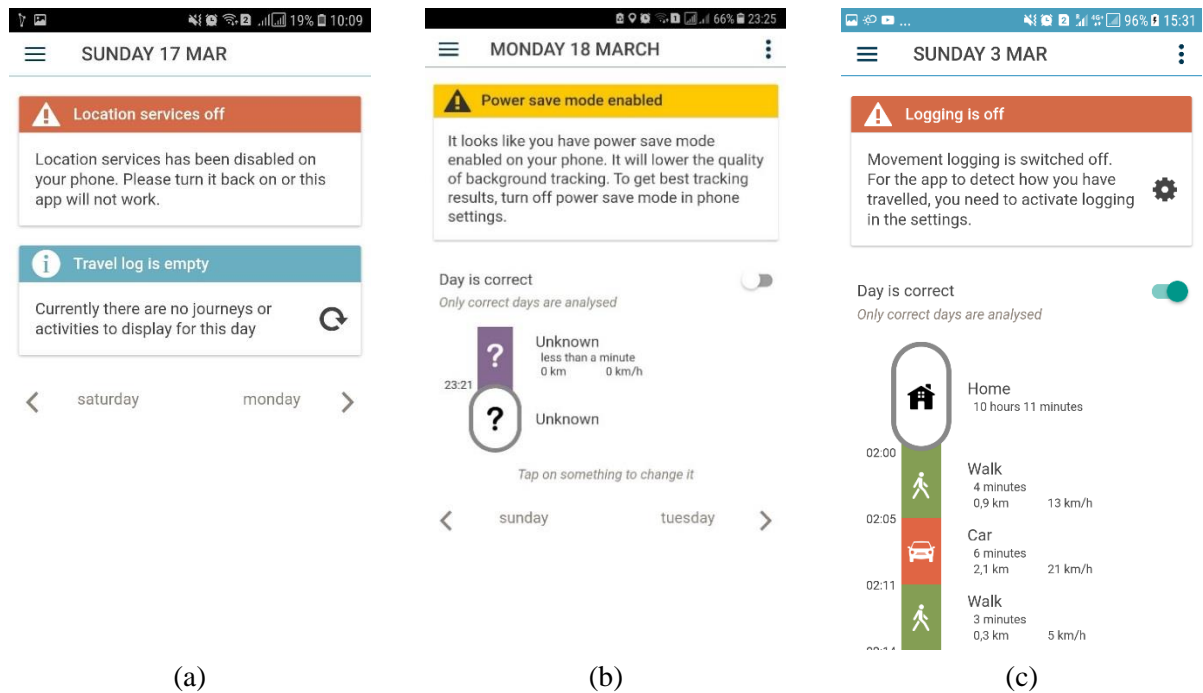 19% 10:09
SUNDAY 17 MAR
Location services off
Location services has been disabled on
your phone. Please turn it back on or this
app will not work.
i Travel log is empty
Currently there are no journeys or
activities to display for this day
saturday monday
(a)
66% 23:25
MONDAY 18 MARCH
Power save mode enabled
It looks like you have power save mode
enabled on your phone. It will lower the quality
of background tracking. To get best tracking
results, turn off power save mode in phone
settings.
Day is correct
Only correct days are analysed
? Unknown
less than a minute
0 km 0 km/h
23:21
? Unknown
Tap on something to change it
sunday tuesday
(b)
... 2 4G+ 96% 15:31
SUNDAY 3 MAR
Logging is off
Movement logging is switched off.
For the app to detect how you have
travelled, you need to activate logging
in the settings.
Day is correct
Only correct days are analysed
Home
10 hours 11 minutes
02:00
Walk
4 minutes
0,9 km 13 km/h
02:05
Car
6 minutes
2,1 km 21 km/h
02:11
Walk
3 minutes
0,3 km 5 km/h
(c)